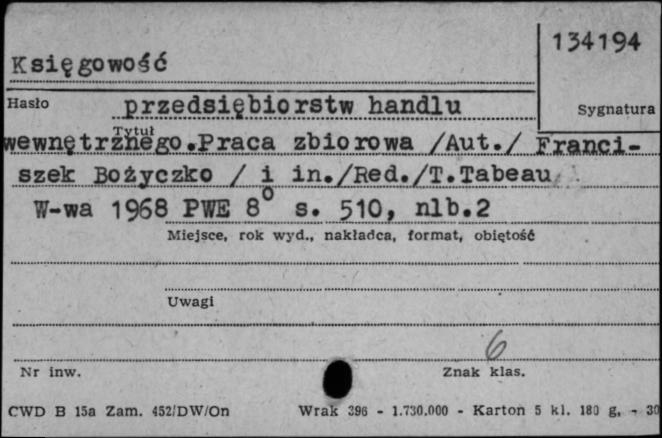 134194
Księgowość
Hasło
przedsiębiorstw handlu
Sygnatura
Tytuł
wewnętrznego.Praca zbiorowa /Aut./ Franci-
szek Bożyczko / i in./Red./T.Tabeau
W-wa 1968 PWE 8° s. 510, nlb.2
Miejsce, rok wyd., nakładca, format, objętość
Uwagi
6
Nr inw.
Znak klas.
CWD B 15a Zam. 452/DW/On
Wrak 396 - 1.730.000 - Karton 5 kl. 180 g, - 30